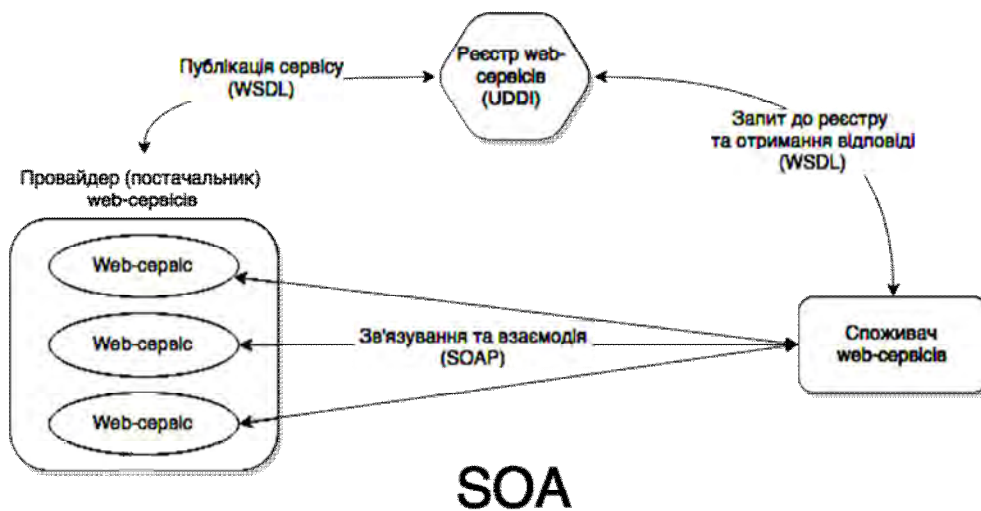 Реєстр web-
сервісів
(UDDI)
Публікація сервісу
(WSDL)
Запит до реєстру
та отримання відповіді
(WSDL)
Провайдер (постачальник)
web-сервісів
Web-сервіс
Web-сервіс
Web-сервіс
Зв'язування та взаємодія
(SOAP)
Споживач
web-сервісів
SOA